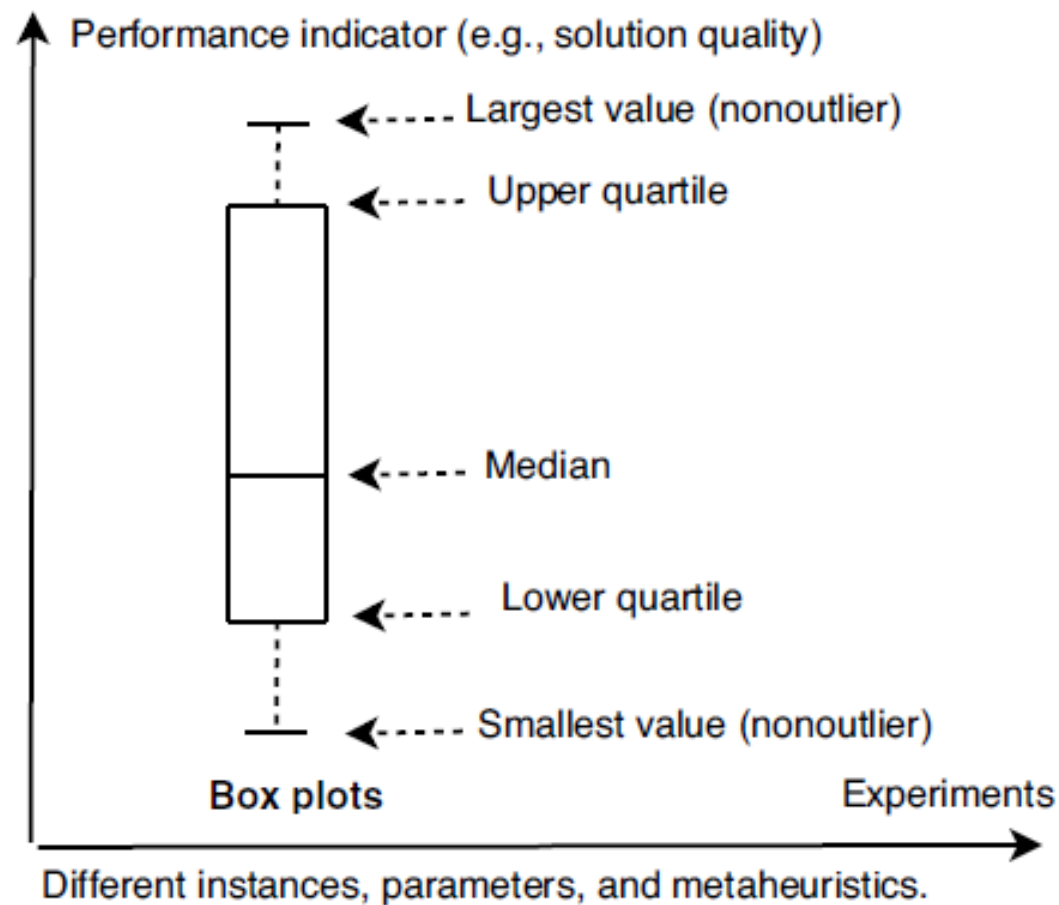 Performance indicator (e.g., solution quality)
Largest value (nonoutlier)
Upper quartile
Median
Lower quartile
Smallest value (nonoutlier)
Box plots
Experiments
Different instances, parameters, and metaheuristics.